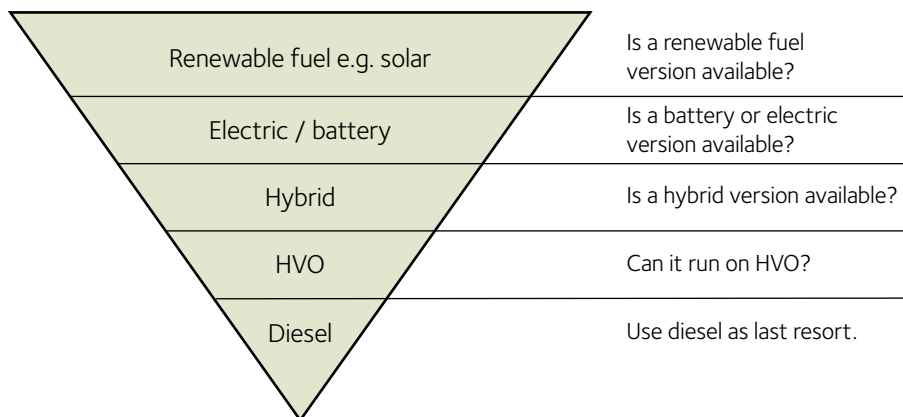 Renewable fuel e.g. solar
Is a renewable fuel
version available?
Electric / battery
Is a battery or electric
version available?
Hybrid
Is a hybrid version available?
HVO
Can it run on HVO?
Diesel
Use diesel as last resort.